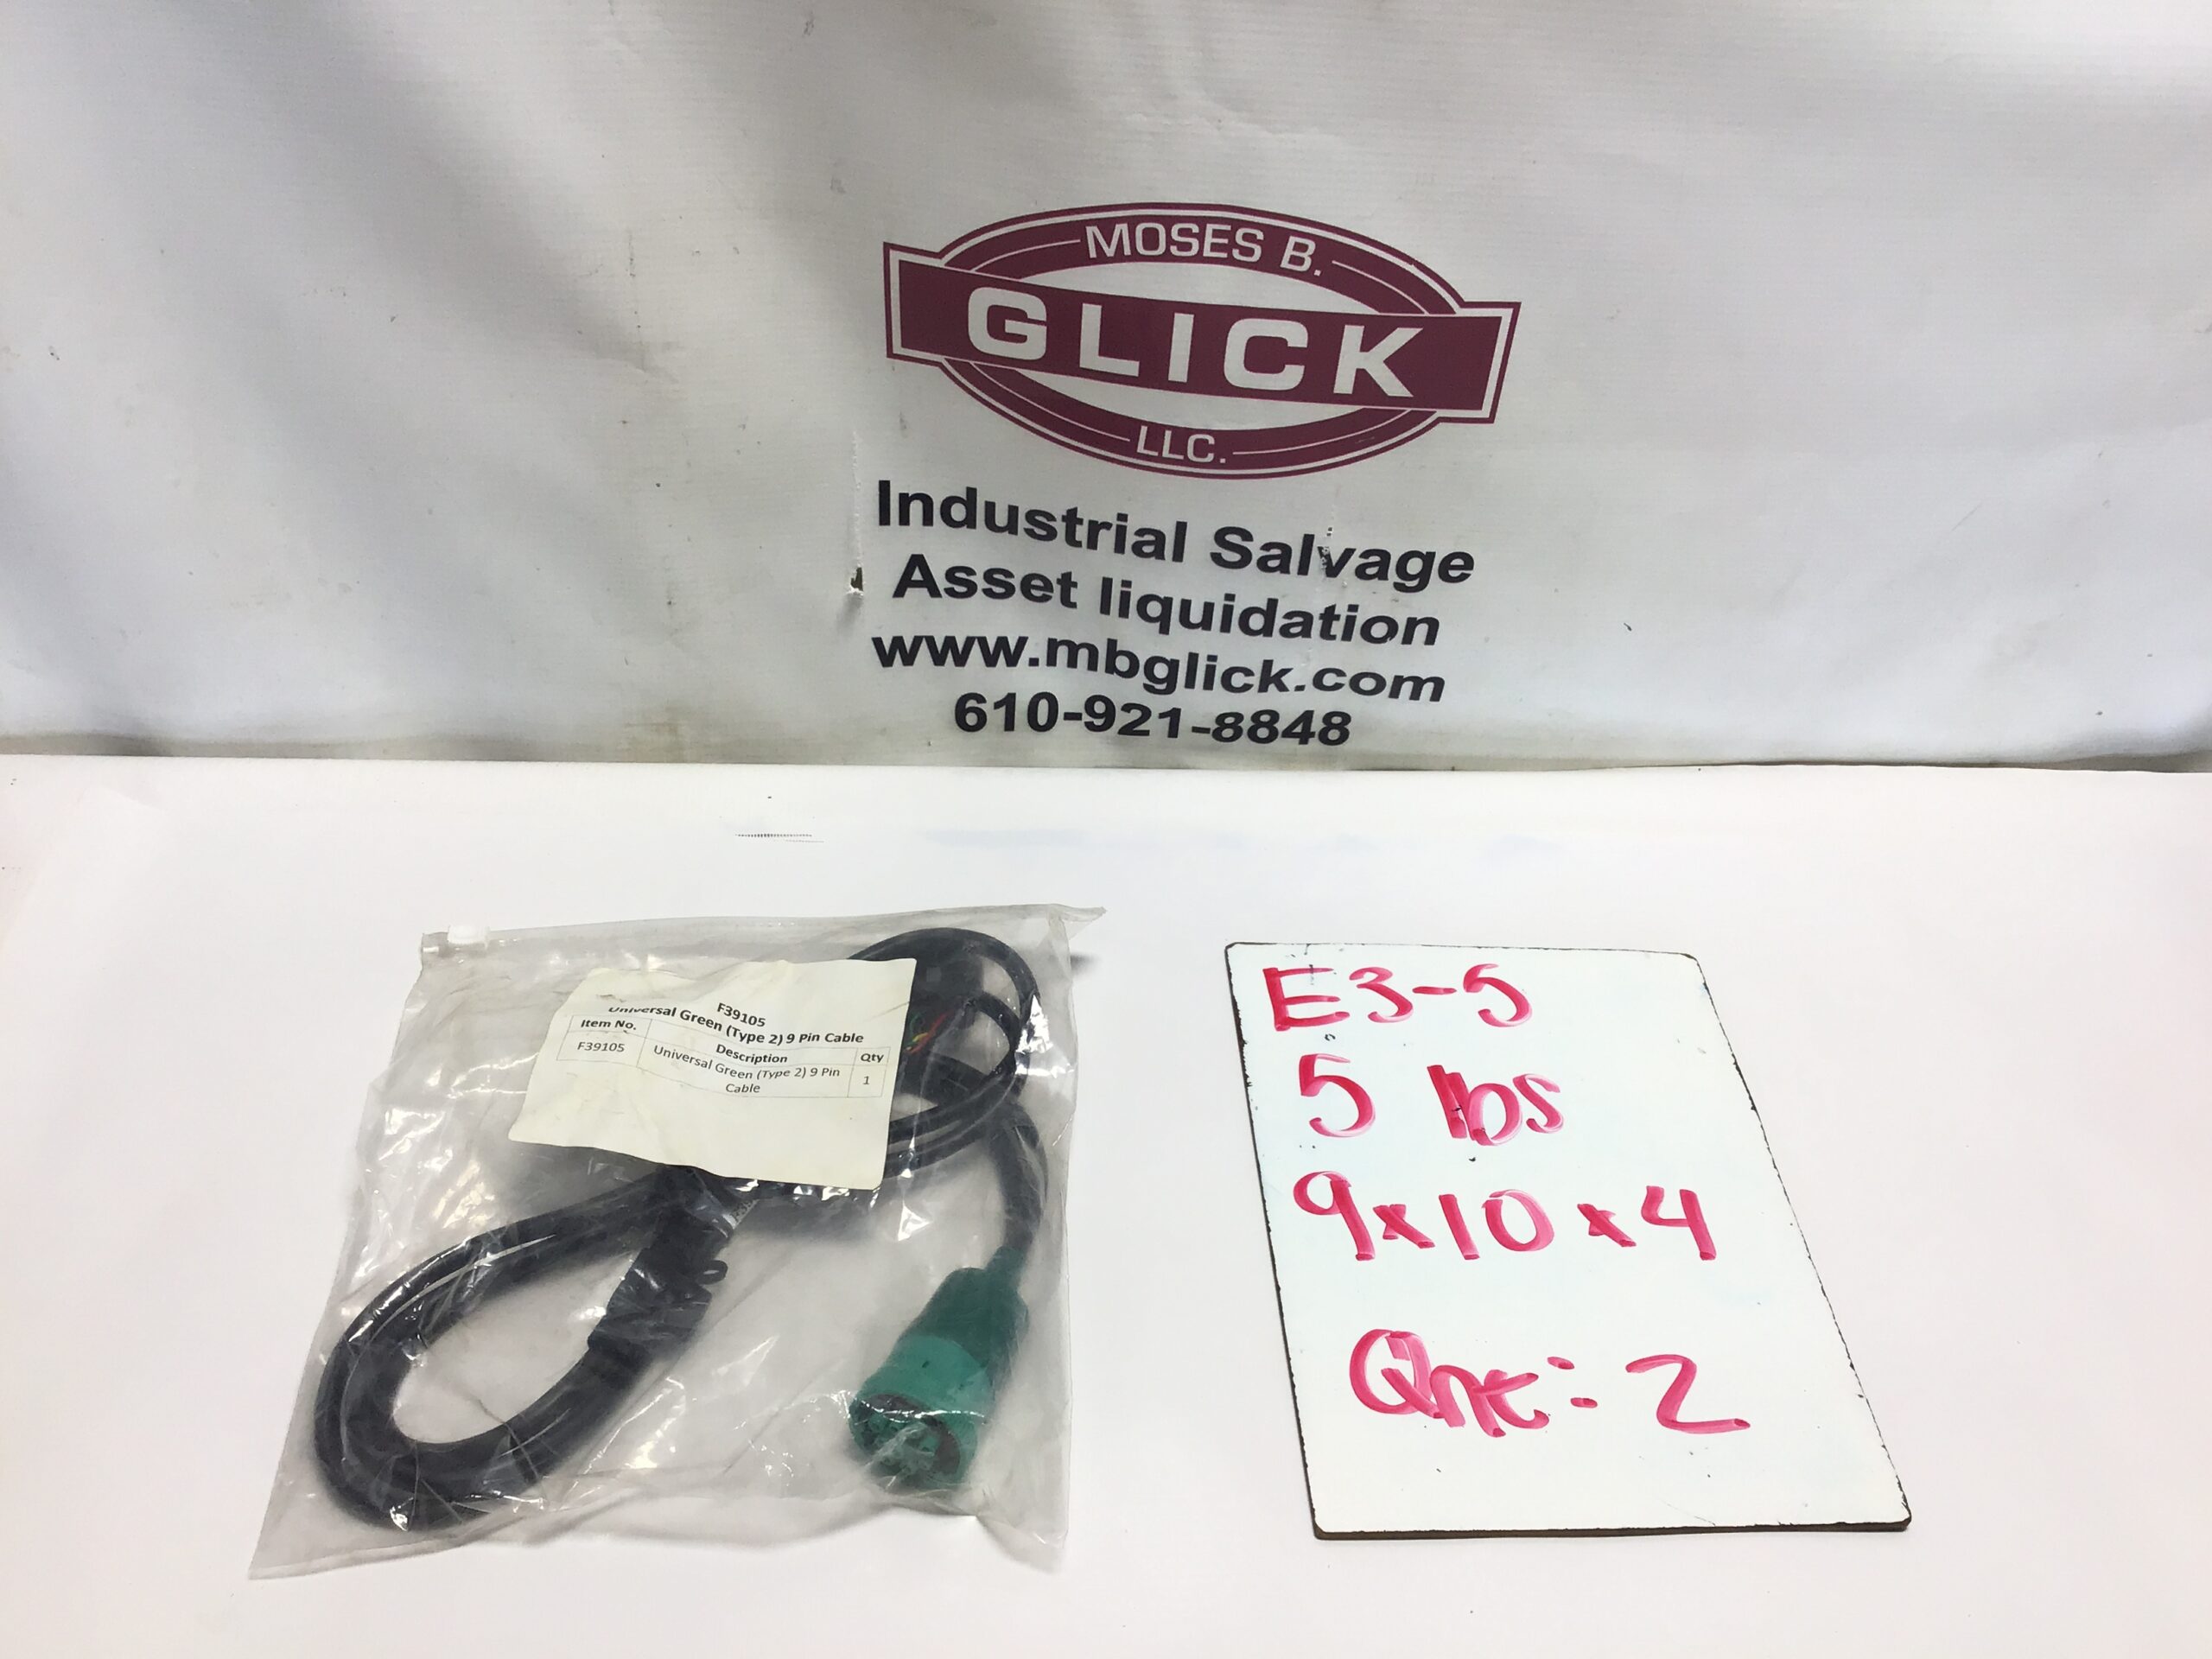 MOSES B.
GLICK
LLC.
Industrial Salvage
Asset liquidation
www.mbglick.com
610-921-8848
F39105
Universal Green (Type 2) 9 Pin Cable
Item No. Description Qty
F39105 Universal Green (Type 2) 9 Pin 1
Cable
E3-5
5 lbs
9x10x4
Qnt: 2